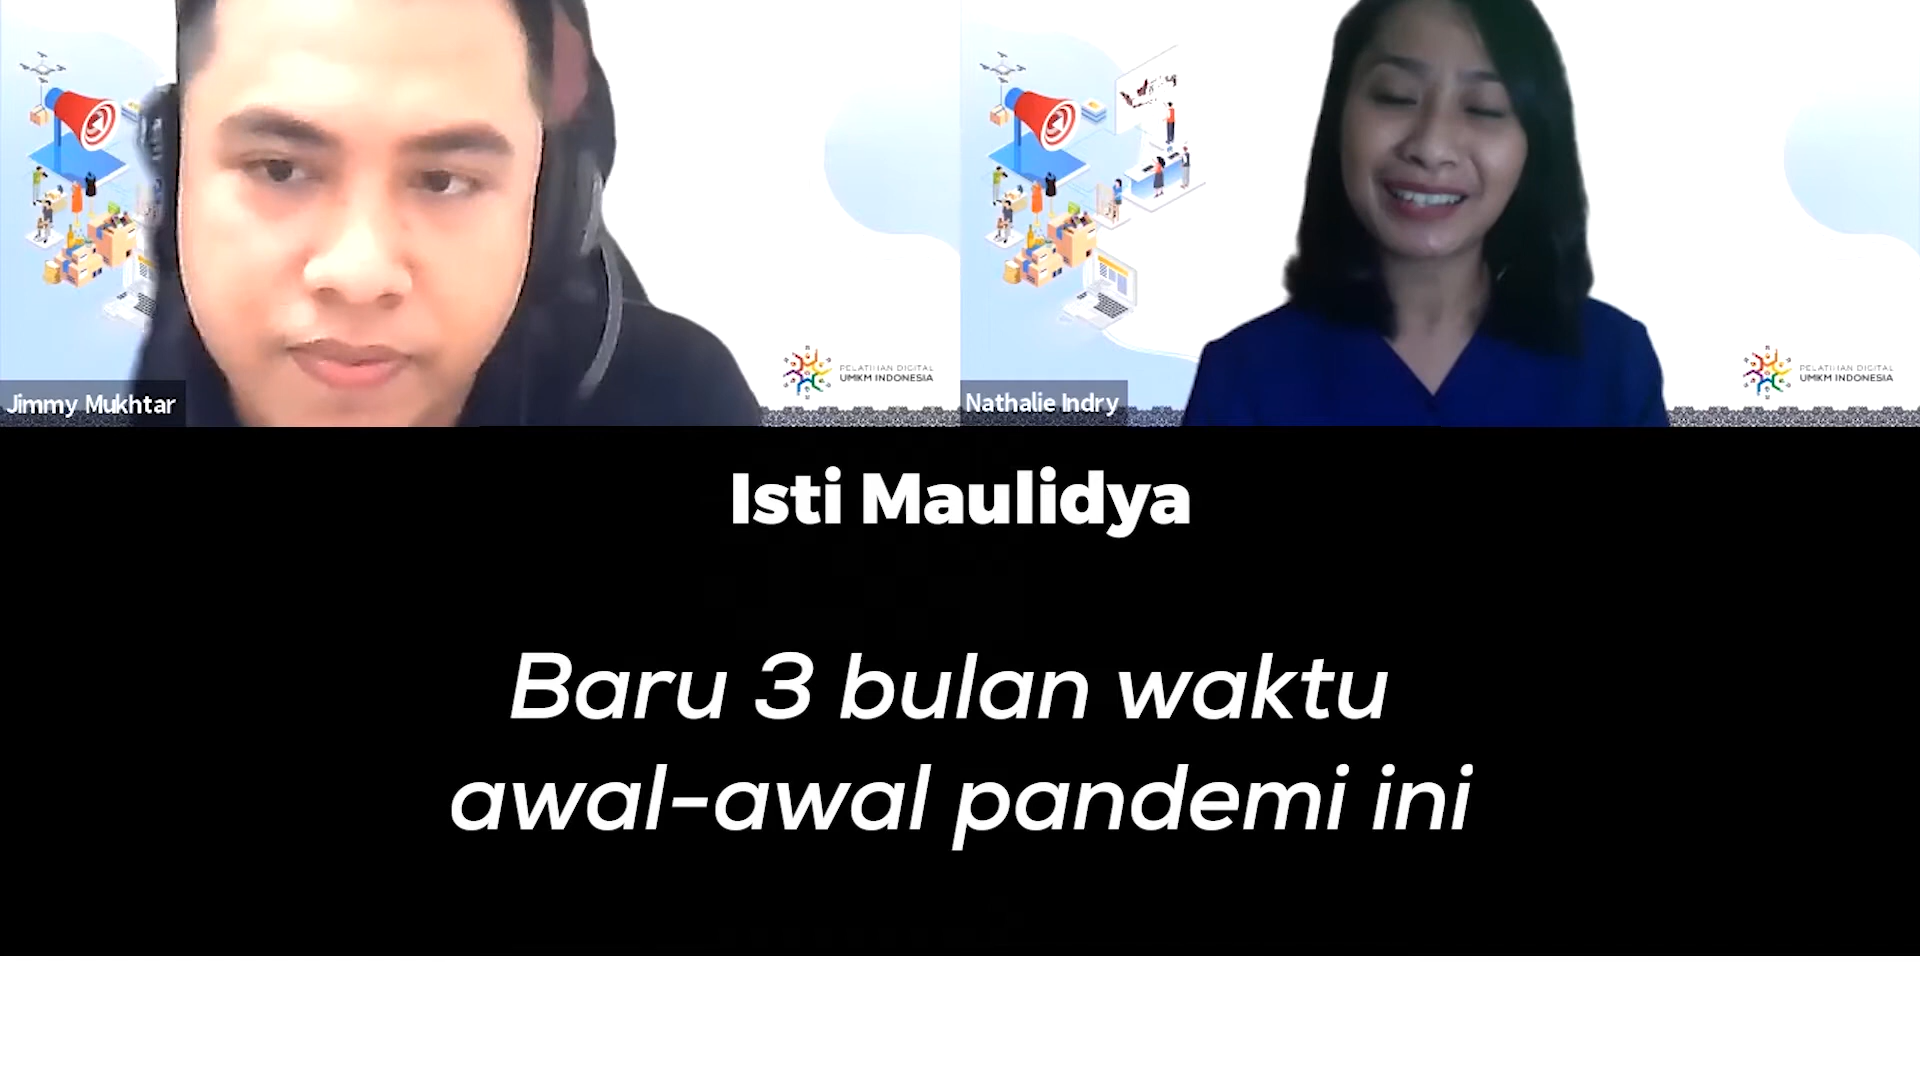 PELATIHAN DIGITAL
UMKM INDONESIA
Jimmy Mukhtar
PELATIHAN DIGITAL
UMKM INDONESIA
Nathalie Indry
Isti Maulidya
Baru 3 bulan waktu
awal-awal pandemi ini